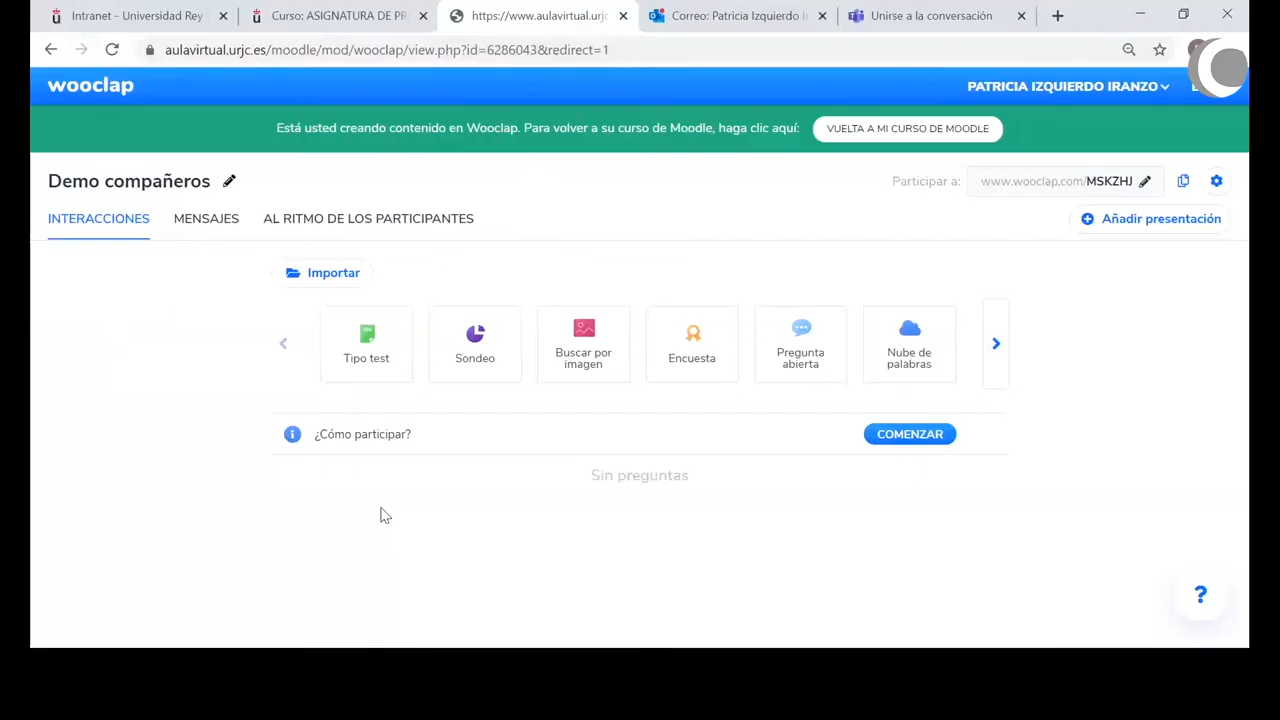 Intranet - Universidad Rey
Curso: ASIGNATURA DE PR
https://www.aulavirtual.urjc
Correo: Patricia Izquierdo I
Unirse a la conversación
aulavirtual.urjc.es/moodle/mod/wooclap/view.php?id=6286043&redirect=1
wooclap
PATRICIA IZQUIERDO IRANZO
Está usted creando contenido en Wooclap. Para volver a su curso de Moodle, haga clic aquí:
VUELTA A MI CURSO DE MOODLE
Demo compañeros
Participar a:
www.wooclap.com/MSKZHJ
INTERACCIONES
MENSAJES
AL RITMO DE LOS PARTICIPANTES
Añadir presentación
Importar
Tipo test
Sondeo
Buscar por
imagen
Encuesta
Pregunta
abierta
Nube de
palabras
¿Cómo participar?
COMENZAR
Sin preguntas
?